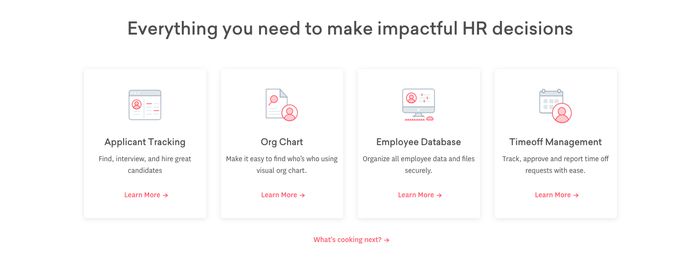 Everything you need to make impactful HR decisions
Applicant Tracking
Find, interview, and hire great
candidates
Learn More →
Org Chart
Make it easy to find who's who using
visual org chart.
Learn More →
Employee Database
Organize all employee data and files
securely.
Learn More →
Timeoff Management
Track, approve and report time off
requests with ease.
Learn More →
What's cooking next? →